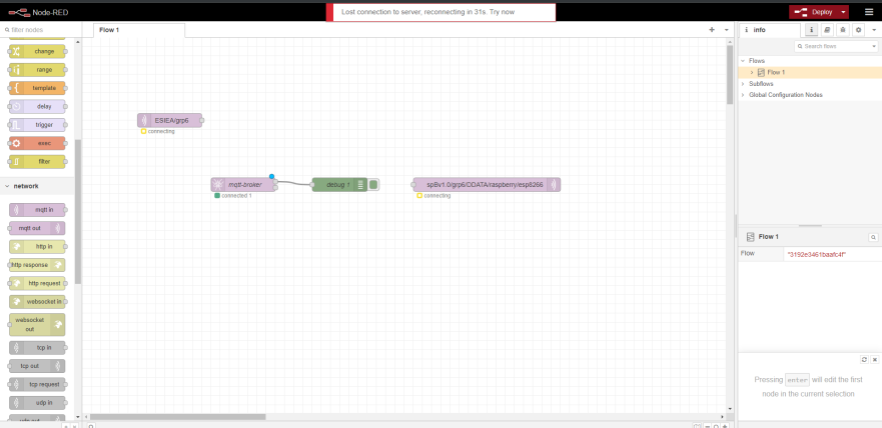 Node-RED
Lost connection to server, reconnecting in 31s. Try now
Deploy
filter nodes
change
range
template
delay
trigger
exec
filter
network
mqtt in
mqtt out
http in
http response
http request
websocket in
websocket
out
tcp in
tcp out
tcp request
udp in
udp out
Flow 1
ESIEA/grp6
connecting
mqtt-broker
connected 1
debug 1
spBv1.0/grp6/DDATA/raspberry/esp8266
connecting
i info
i
Search flows
Flows
Flow 1
Subflows
Global Configuration Nodes
Flow 1
Flow
"3192e3461baafc4f"
Pressing enter will edit the first
node in the current selection